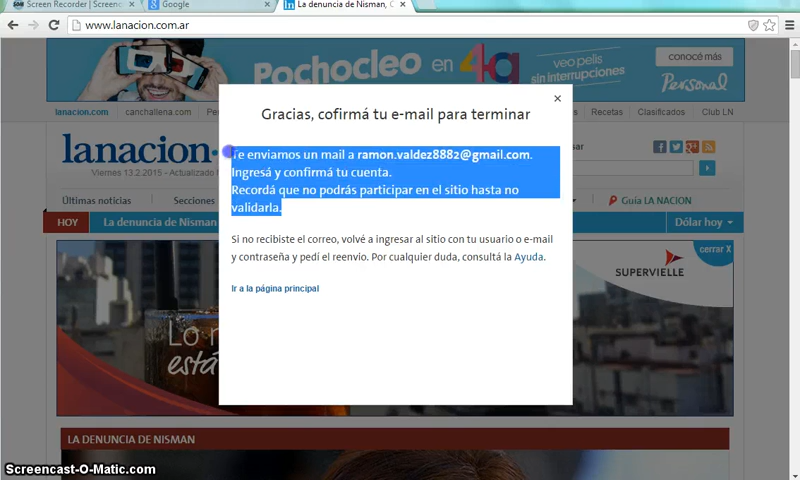 Screen Recorder | Screenc
Google
La denuncia de Nisman, C
www.lanacion.com.ar
Pochocleo en 4g
veo pelis
sin interrupciones
conocé más
Personal
lanacion.com
canchallena.com
Recetas
Clasificados
Club LN
lanacion
Viernes 13.2.2015 - Actualizado
Últimas noticias
Secciones
Guía LA NACION
HOY
La denuncia de Nisman
Dólar hoy
Gracias, cofirmá tu e-mail para terminar
Te enviamos un mail a ramon.valdez8882@gmail.com.
Ingresá y confirmá tu cuenta.
Recordá que no podrás participar en el sitio hasta no
validarla.
Si no recibiste el correo, volvé a ingresar al sitio con tu usuario o e-mail
y contraseña y pedí el reenvio. Por cualquier duda, consultá la Ayuda.
Ir a la página principal
cerrar X
SUPERVIELLE
Lo
está
LA DENUNCIA DE NISMAN
Screencast-O-Matic.com